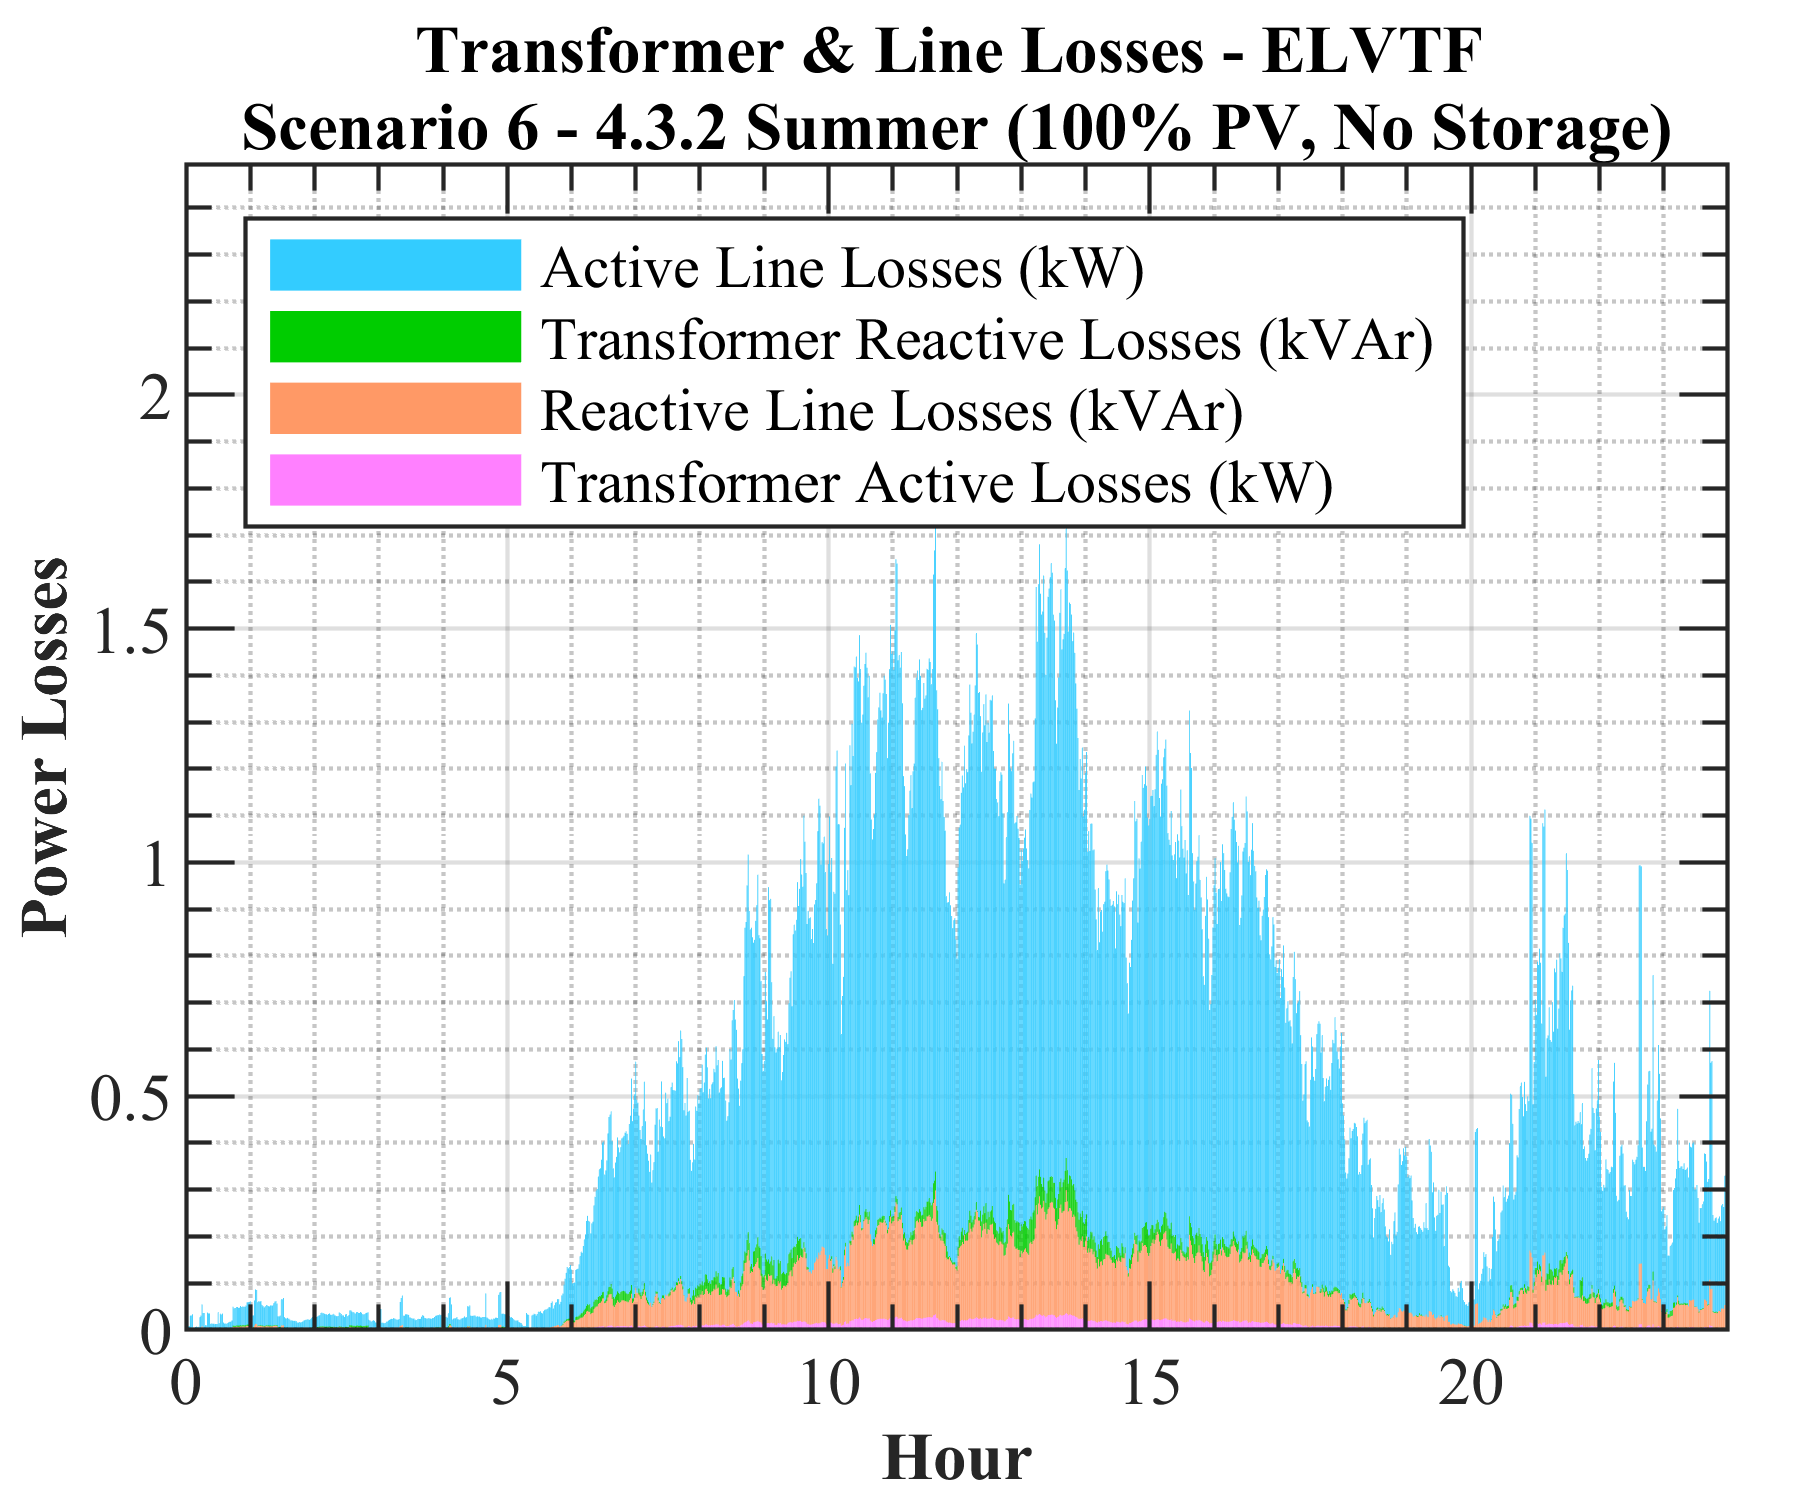 Transformer & Line Losses - ELVTF
Scenario 6 - 4.3.2 Summer (100% PV, No Storage)
Active Line Losses (kW)
Transformer Reactive Losses (kVAr)
Reactive Line Losses (kVAr)
Transformer Active Losses (kW)
Power Losses
2
1.5
1
0.5
0
0 5 10 15 20
Hour